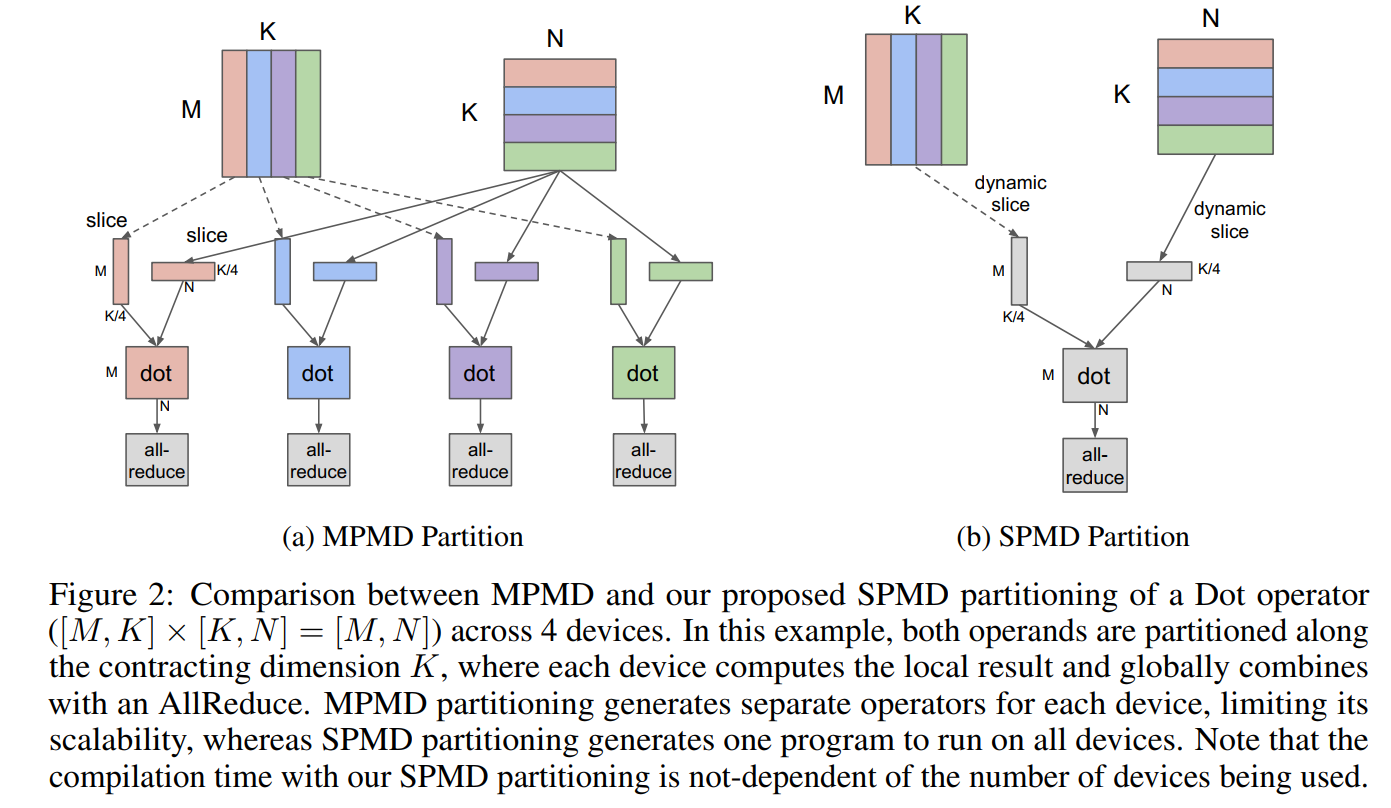 K
N
K
N
M
K
M
K
slice
slice
dynamic
slice
dynamic
slice
M
K/4
N
K/4
M
K/4
N
K/4
M
dot
dot
dot
dot
N
M
dot
N
all-
reduce
all-
reduce
all-
reduce
all-
reduce
all-
reduce
(a) MPMD Partition
(b) SPMD Partition
Figure 2: Comparison between MPMD and our proposed SPMD partitioning of a Dot operator
([M, K] × [K, N] = [M, N]) across 4 devices. In this example, both operands are partitioned along
the contracting dimension K, where each device computes the local result and globally combines
with an AllReduce. MPMD partitioning generates separate operators for each device, limiting its
scalability, whereas SPMD partitioning generates one program to run on all devices. Note that the
compilation time with our SPMD partitioning is not-dependent of the number of devices being used.